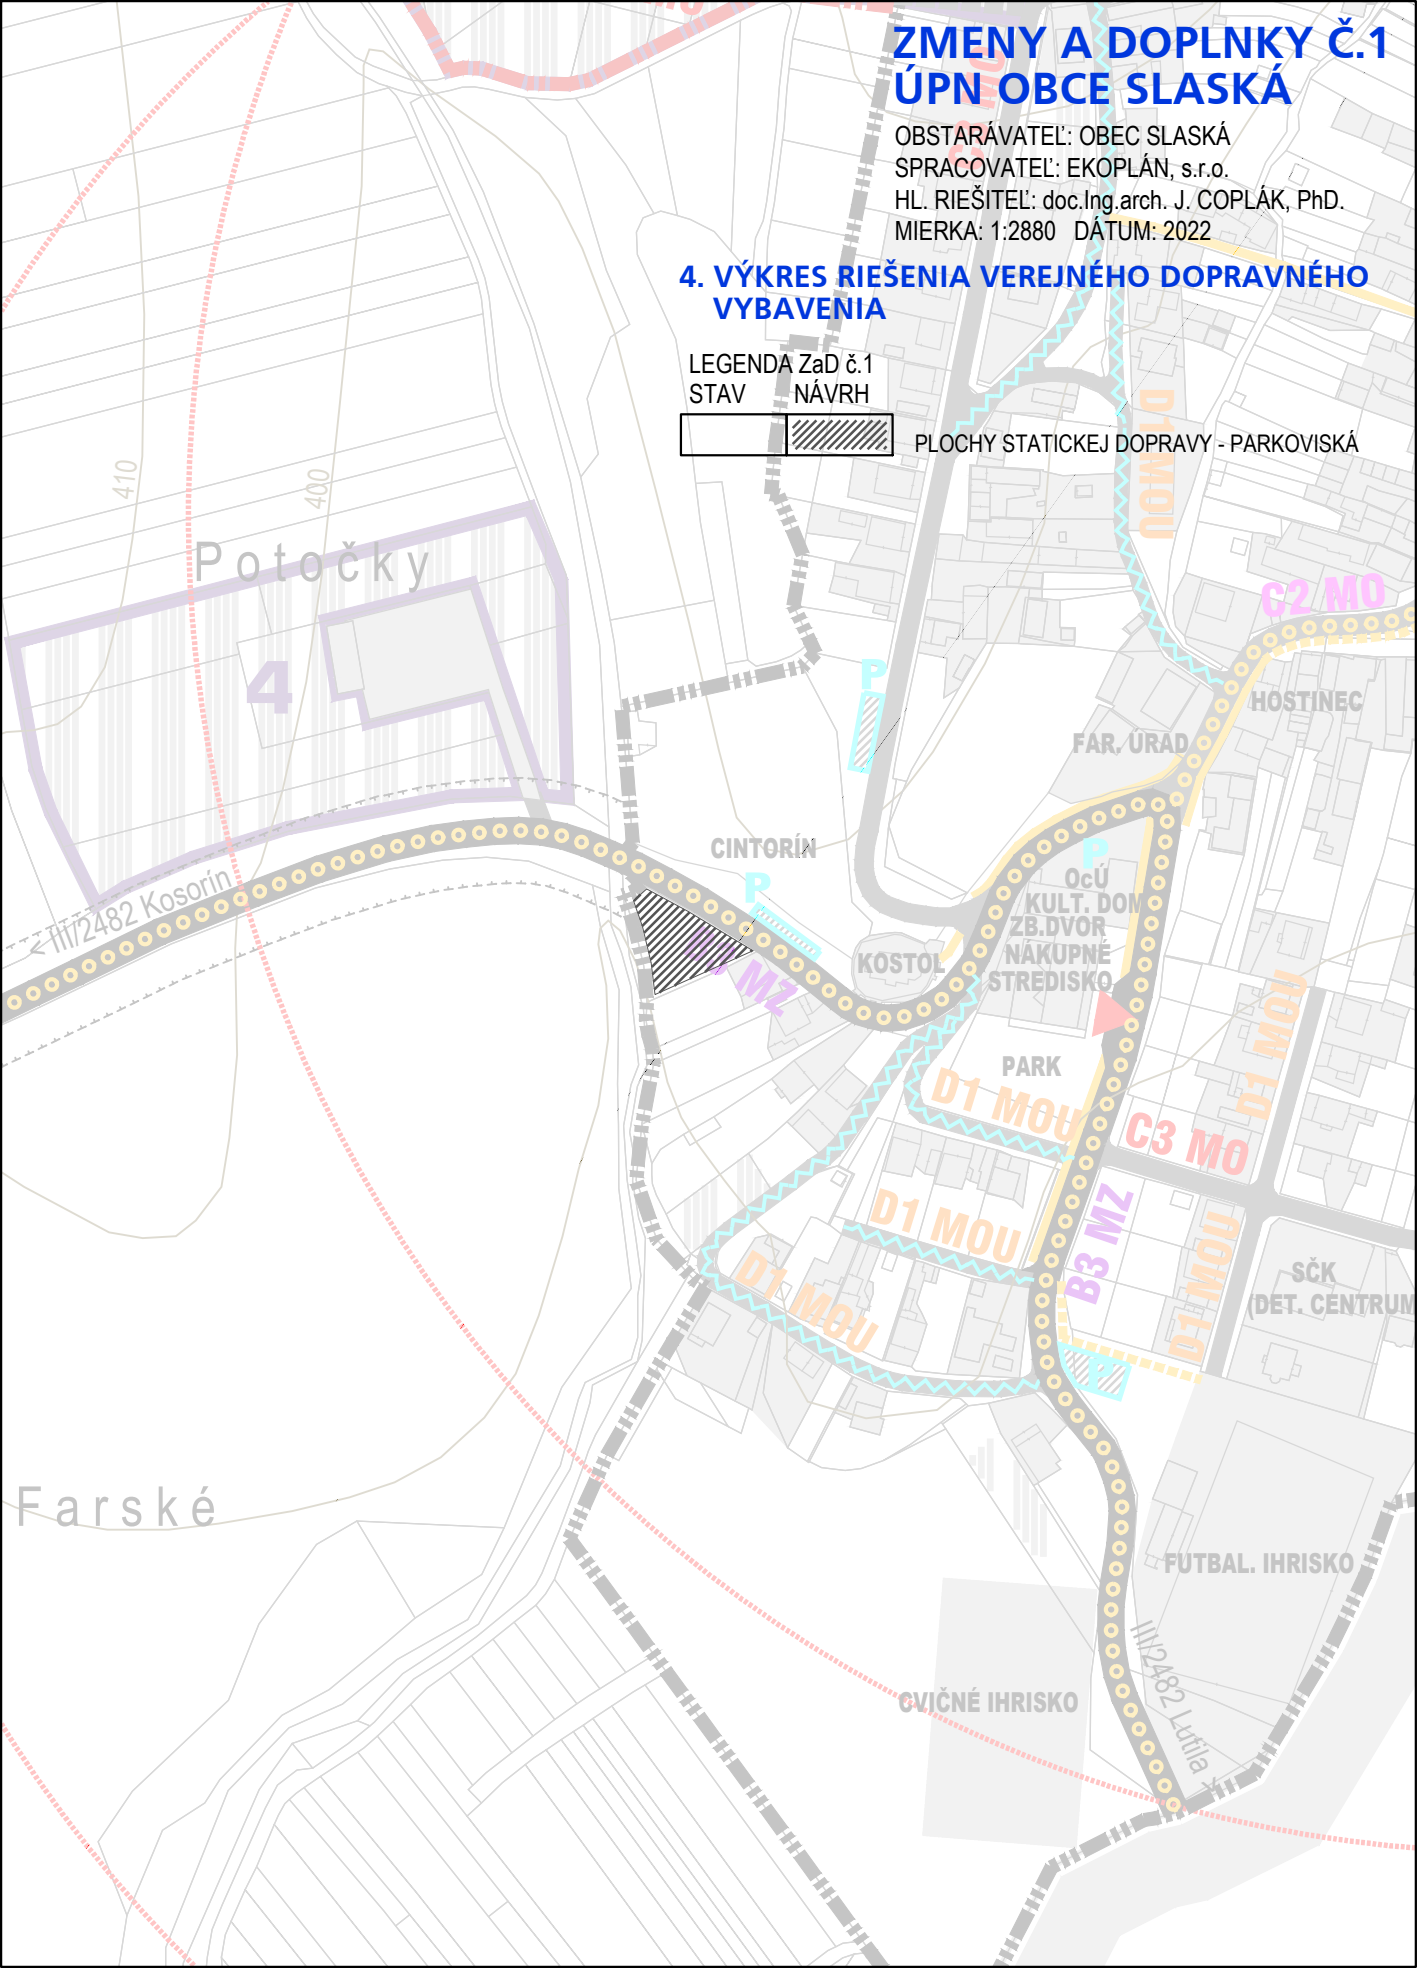 ZMENY A DOPLNKY Č.1
ÚPN OBCE SLASKÁ
OBSTARÁVATEĽ: OBEC SLASKÁ
SPRACOVATEĽ: EKOPLÁN, s.r.o.
HL. RIEŠITEĽ: doc.Ing.arch. J. COPLÁK, PhD.
MIERKA: 1:2880 DÁTUM: 2022
4. VÝKRES RIEŠENIA VEREJNÉHO DOPRAVNÉHO
VYBAVENIA
LEGENDA ZaD č.1
STAV NÁVRH
PLOCHY STATICKEJ DOPRAVY - PARKOVISKÁ
C3 MO
D1 MOU
410
400
Potočky
4
C2 MO
P
HOSTINEC
FAR. ÚRAD
CINTORÍN
P
P
OcÚ
KULT. DOM
ZB.DVOR
NÁKUPNÉ
STREDISKO
< III/2482 Kosorín
MZ
KOSTOL
PARK
D1 MOU
D1 MOU
C3 MO
D1 MOU
B3 MZ
D1 MOU
D1 MOU
SČK
(DET. CENTRUM
P
Farské
FUTBAL. IHRISKO
CVIČNÉ IHRISKO
III/2482 Lutila >